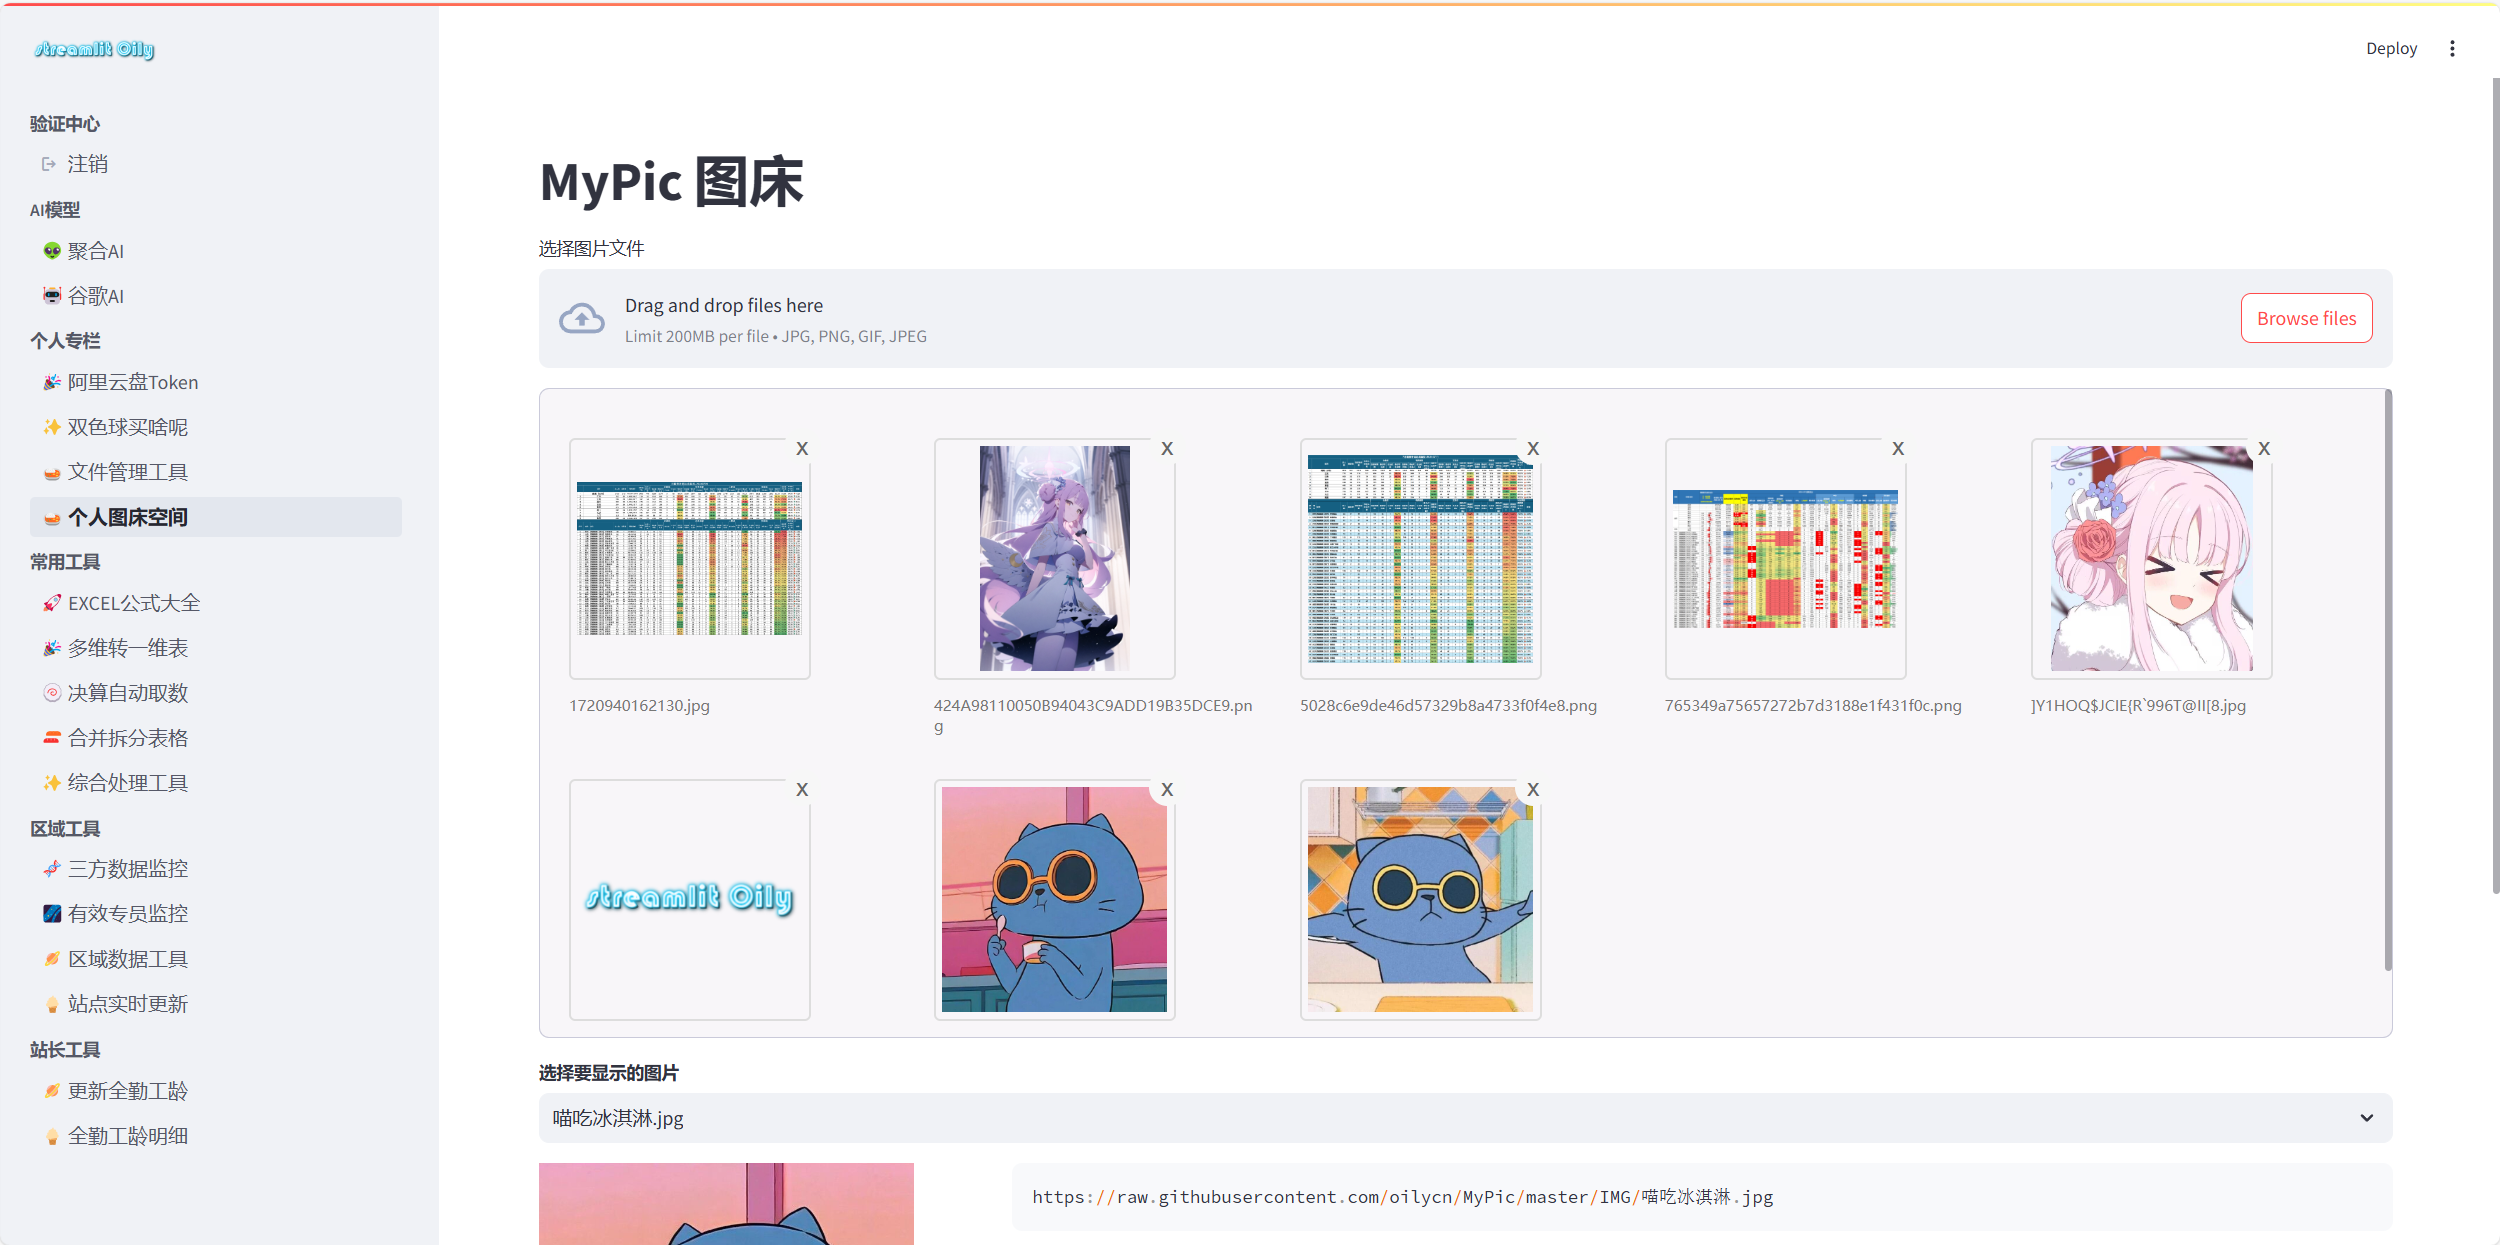 streamlit Oily
Deploy
验证中心
注销
AI模型
聚合AI
谷歌AI
个人专栏
阿里云盘Token
双色球买啥呢
文件管理工具
个人图床空间
常用工具
EXCEL公式大全
多维转一维表
决算自动取数
合并拆分表格
综合处理工具
区域工具
三方数据监控
有效专员监控
区域数据工具
站点实时更新
站长工具
更新全勤工龄
全勤工龄明细
MyPic 图床
选择图片文件
Drag and drop files here
Limit 200MB per file • JPG, PNG, GIF, JPEG
Browse files
X
X
X
X
X
1720940162130.jpg
424A98110050B94043C9ADD19B35DCE9.pn
g
5028c6e9de46d57329b8a4733f0f4e8.png
765349a75657272b7d3188e1f431f0c.png
]Y1HOQ$JCIE{R`996T@II[8.jpg
X
X
X
streamlit Oily
选择要显示的图片
喵吃冰淇淋.jpg
https://raw.githubusercontent.com/oilycn/MyPic/master/IMG/喵吃冰淇淋.jpg